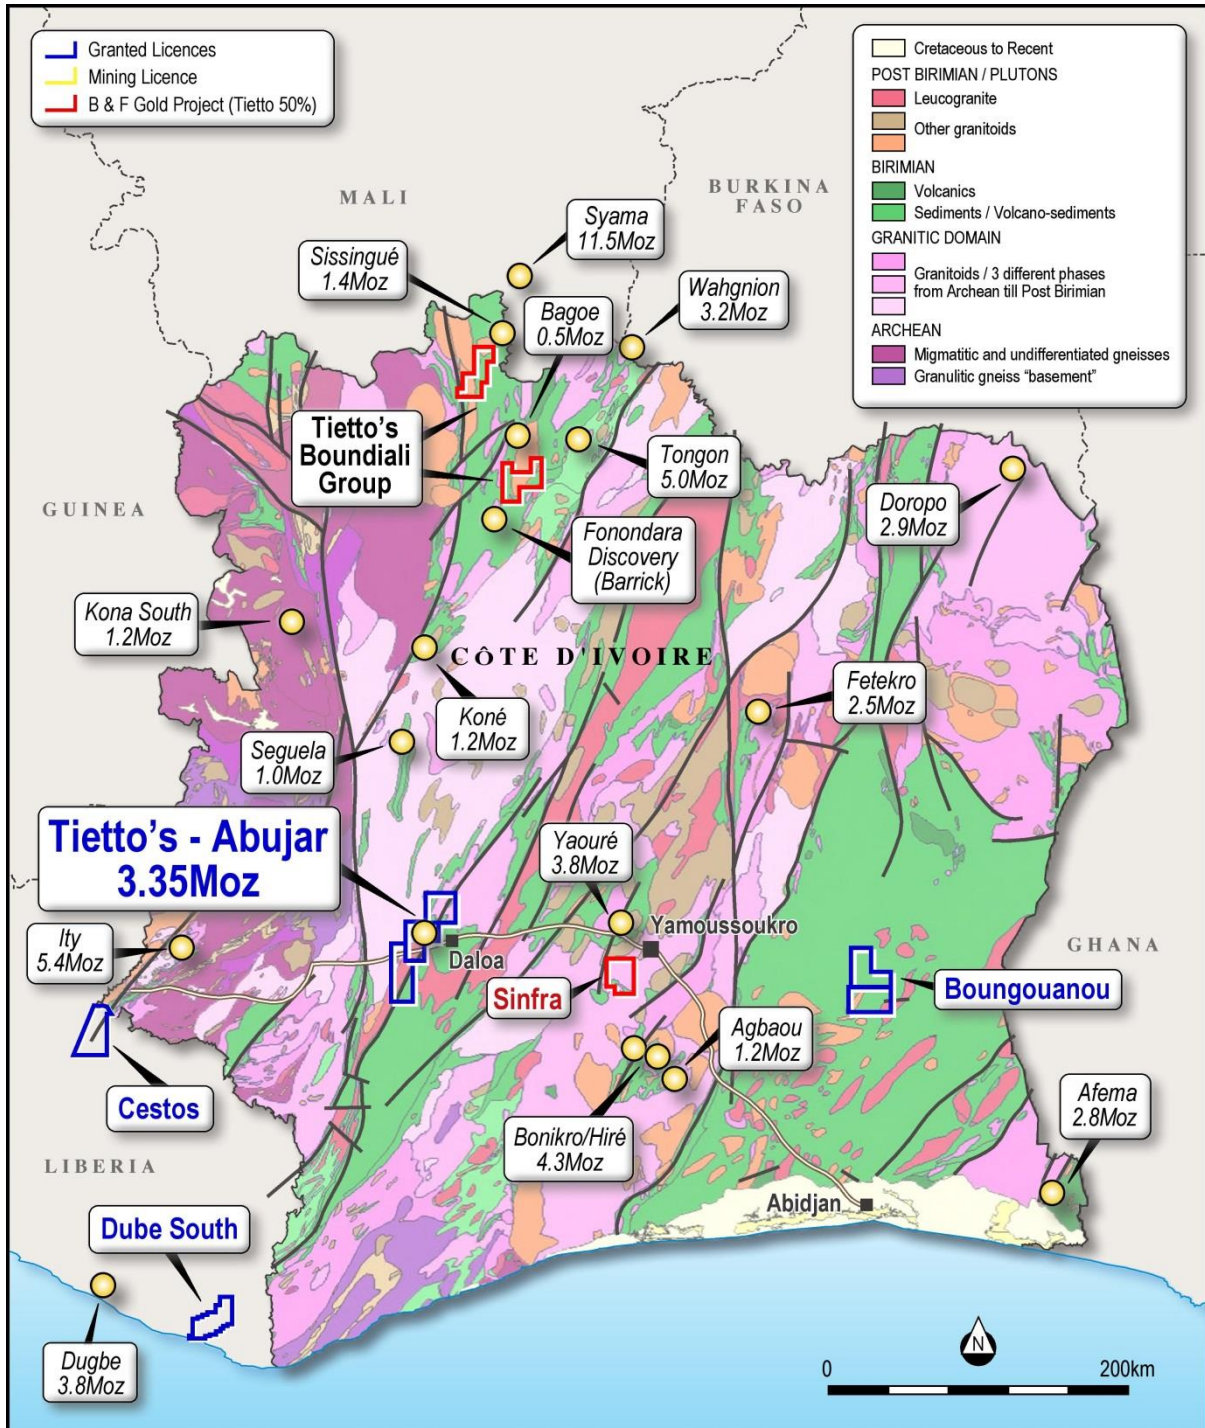 Granted Licences
Mining Licence
B & F Gold Project (Tietto 50%)
Cretaceous to Recent
POST BIRIMIAN / PLUTONS
Leucogranite
Other granitoids
BIRIMIAN
Volcanics
Sediments / Volcano-sediments
GRANITIC DOMAIN
Granitoids / 3 different phases
from Archean till Post Birimian
ARCHEAN
Migmatitic and undifferentiated gneisses
Granulitic gneiss "basement"
MALI
BURKINA
FASO
Syama
11.5Moz
Sissingué
1.4Moz
Wahgnion
3.2Moz
Bagoe
0.5Moz
Tietto's
Boundiali
Group
Tongon
5.0Moz
Doropo
2.9Moz
GUINEA
Fonondara
Discovery
(Barrick)
Kona South
1.2Moz
CÔTE D'IVOIRE
Koné
1.2Moz
Fetekro
2.5Moz
Seguela
1.0Moz
Tietto's - Abujar
3.35Moz
Yaouré
3.8Moz
Yamoussoukro
Ity
5.4Moz
Daloa
GHANA
Sinfra
Boungouanou
Agbaou
1.2Moz
Cestos
Afema
2.8Moz
Bonikro/Hiré
4.3Moz
LIBERIA
Abidjan
Dube South
Dugbe
3.8Moz
N
0
200km